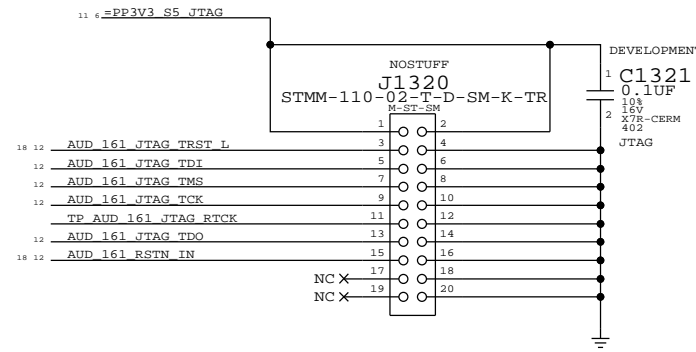 11 6 =PP3V3_S5_JTAG
DEVELOPMENT
NOSTUFF
J1320
STMM-110-02-T-D-SM-K-TR
M-ST-SM
1 C1321
0.1UF
10%
16V
2 X7R-CERM
402
JTAG
1 2
18 12 AUD_161_JTAG_TRST_L 3 4
12 AUD_161_JTAG_TDI 5 6
12 AUD_161_JTAG_TMS 7 8
12 AUD_161_JTAG_TCK 9 10
TP_AUD_161_JTAG_RTCK 11 12
12 AUD_161_JTAG_TDO 13 14
18 12 AUD_161_RSTN_IN 15 16
NC 17 18
NC 19 20